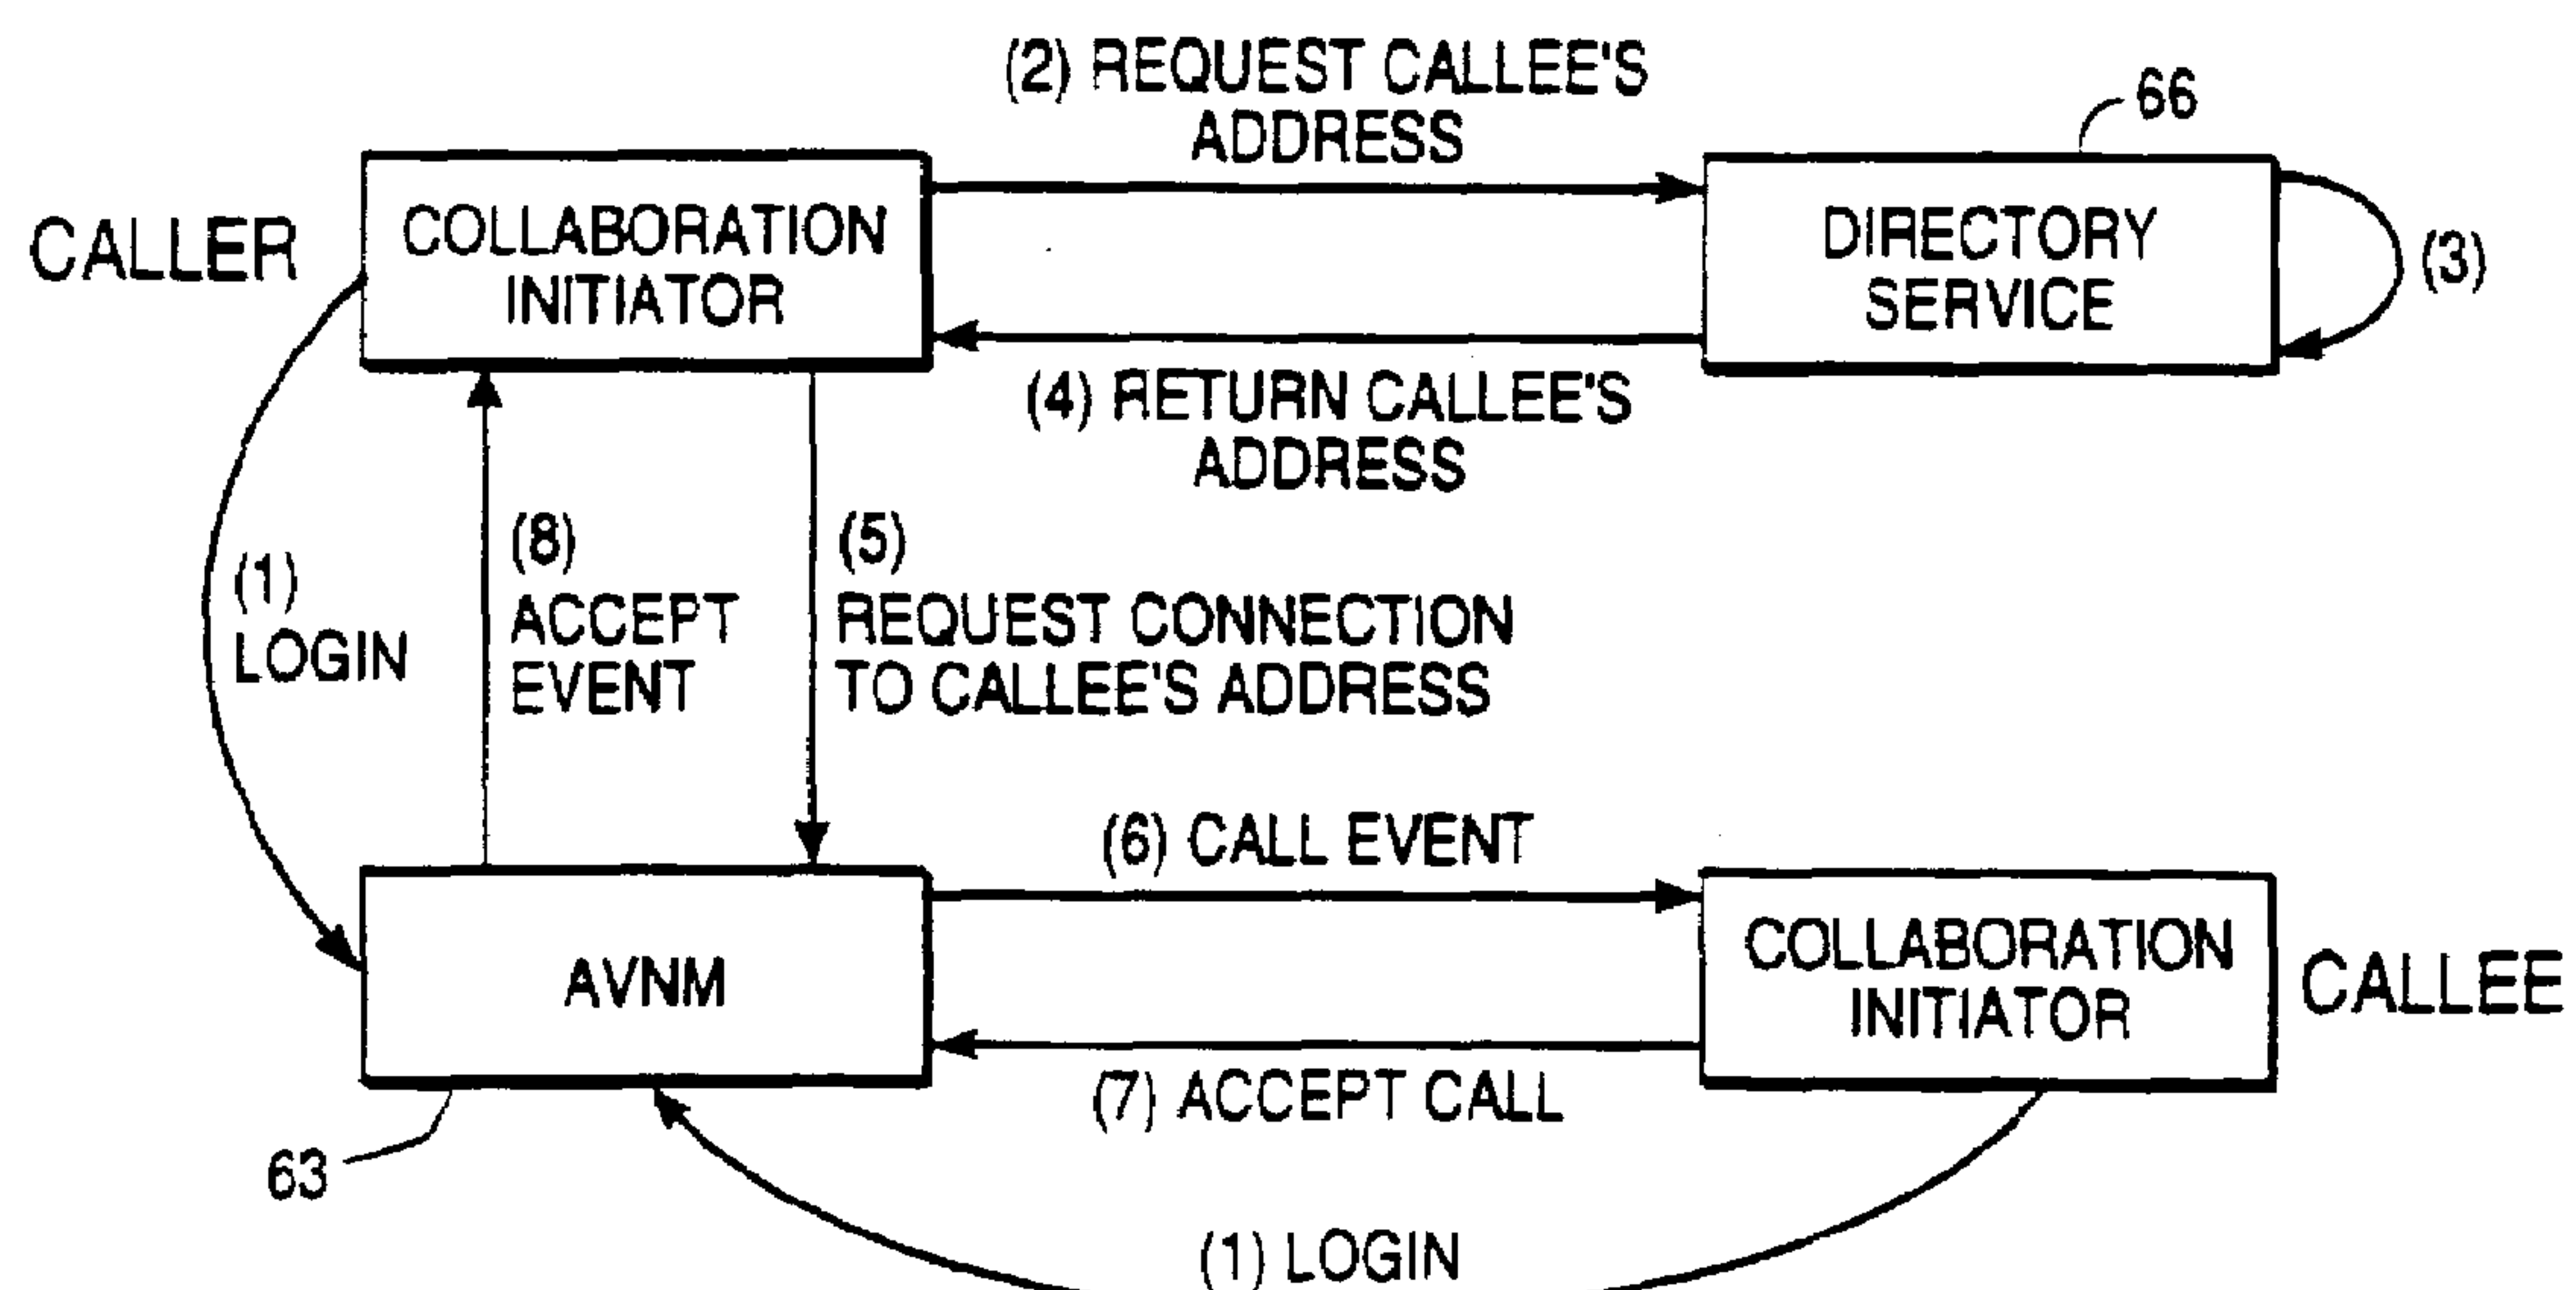 (2) REQUEST CALLEE'S
ADDRESS
66
CALLER
COLLABORATION
INITIATOR
DIRECTORY
SERVICE
(3)
(4) RETURN CALLEE'S
ADDRESS
(1)
LOGIN
(8)
ACCEPT
EVENT
(5)
REQUEST CONNECTION
TO CALLEE'S ADDRESS
(6) CALL EVENT
AVNM
COLLABORATION
INITIATOR
CALLEE
(7) ACCEPT CALL
63
(1) LOGIN